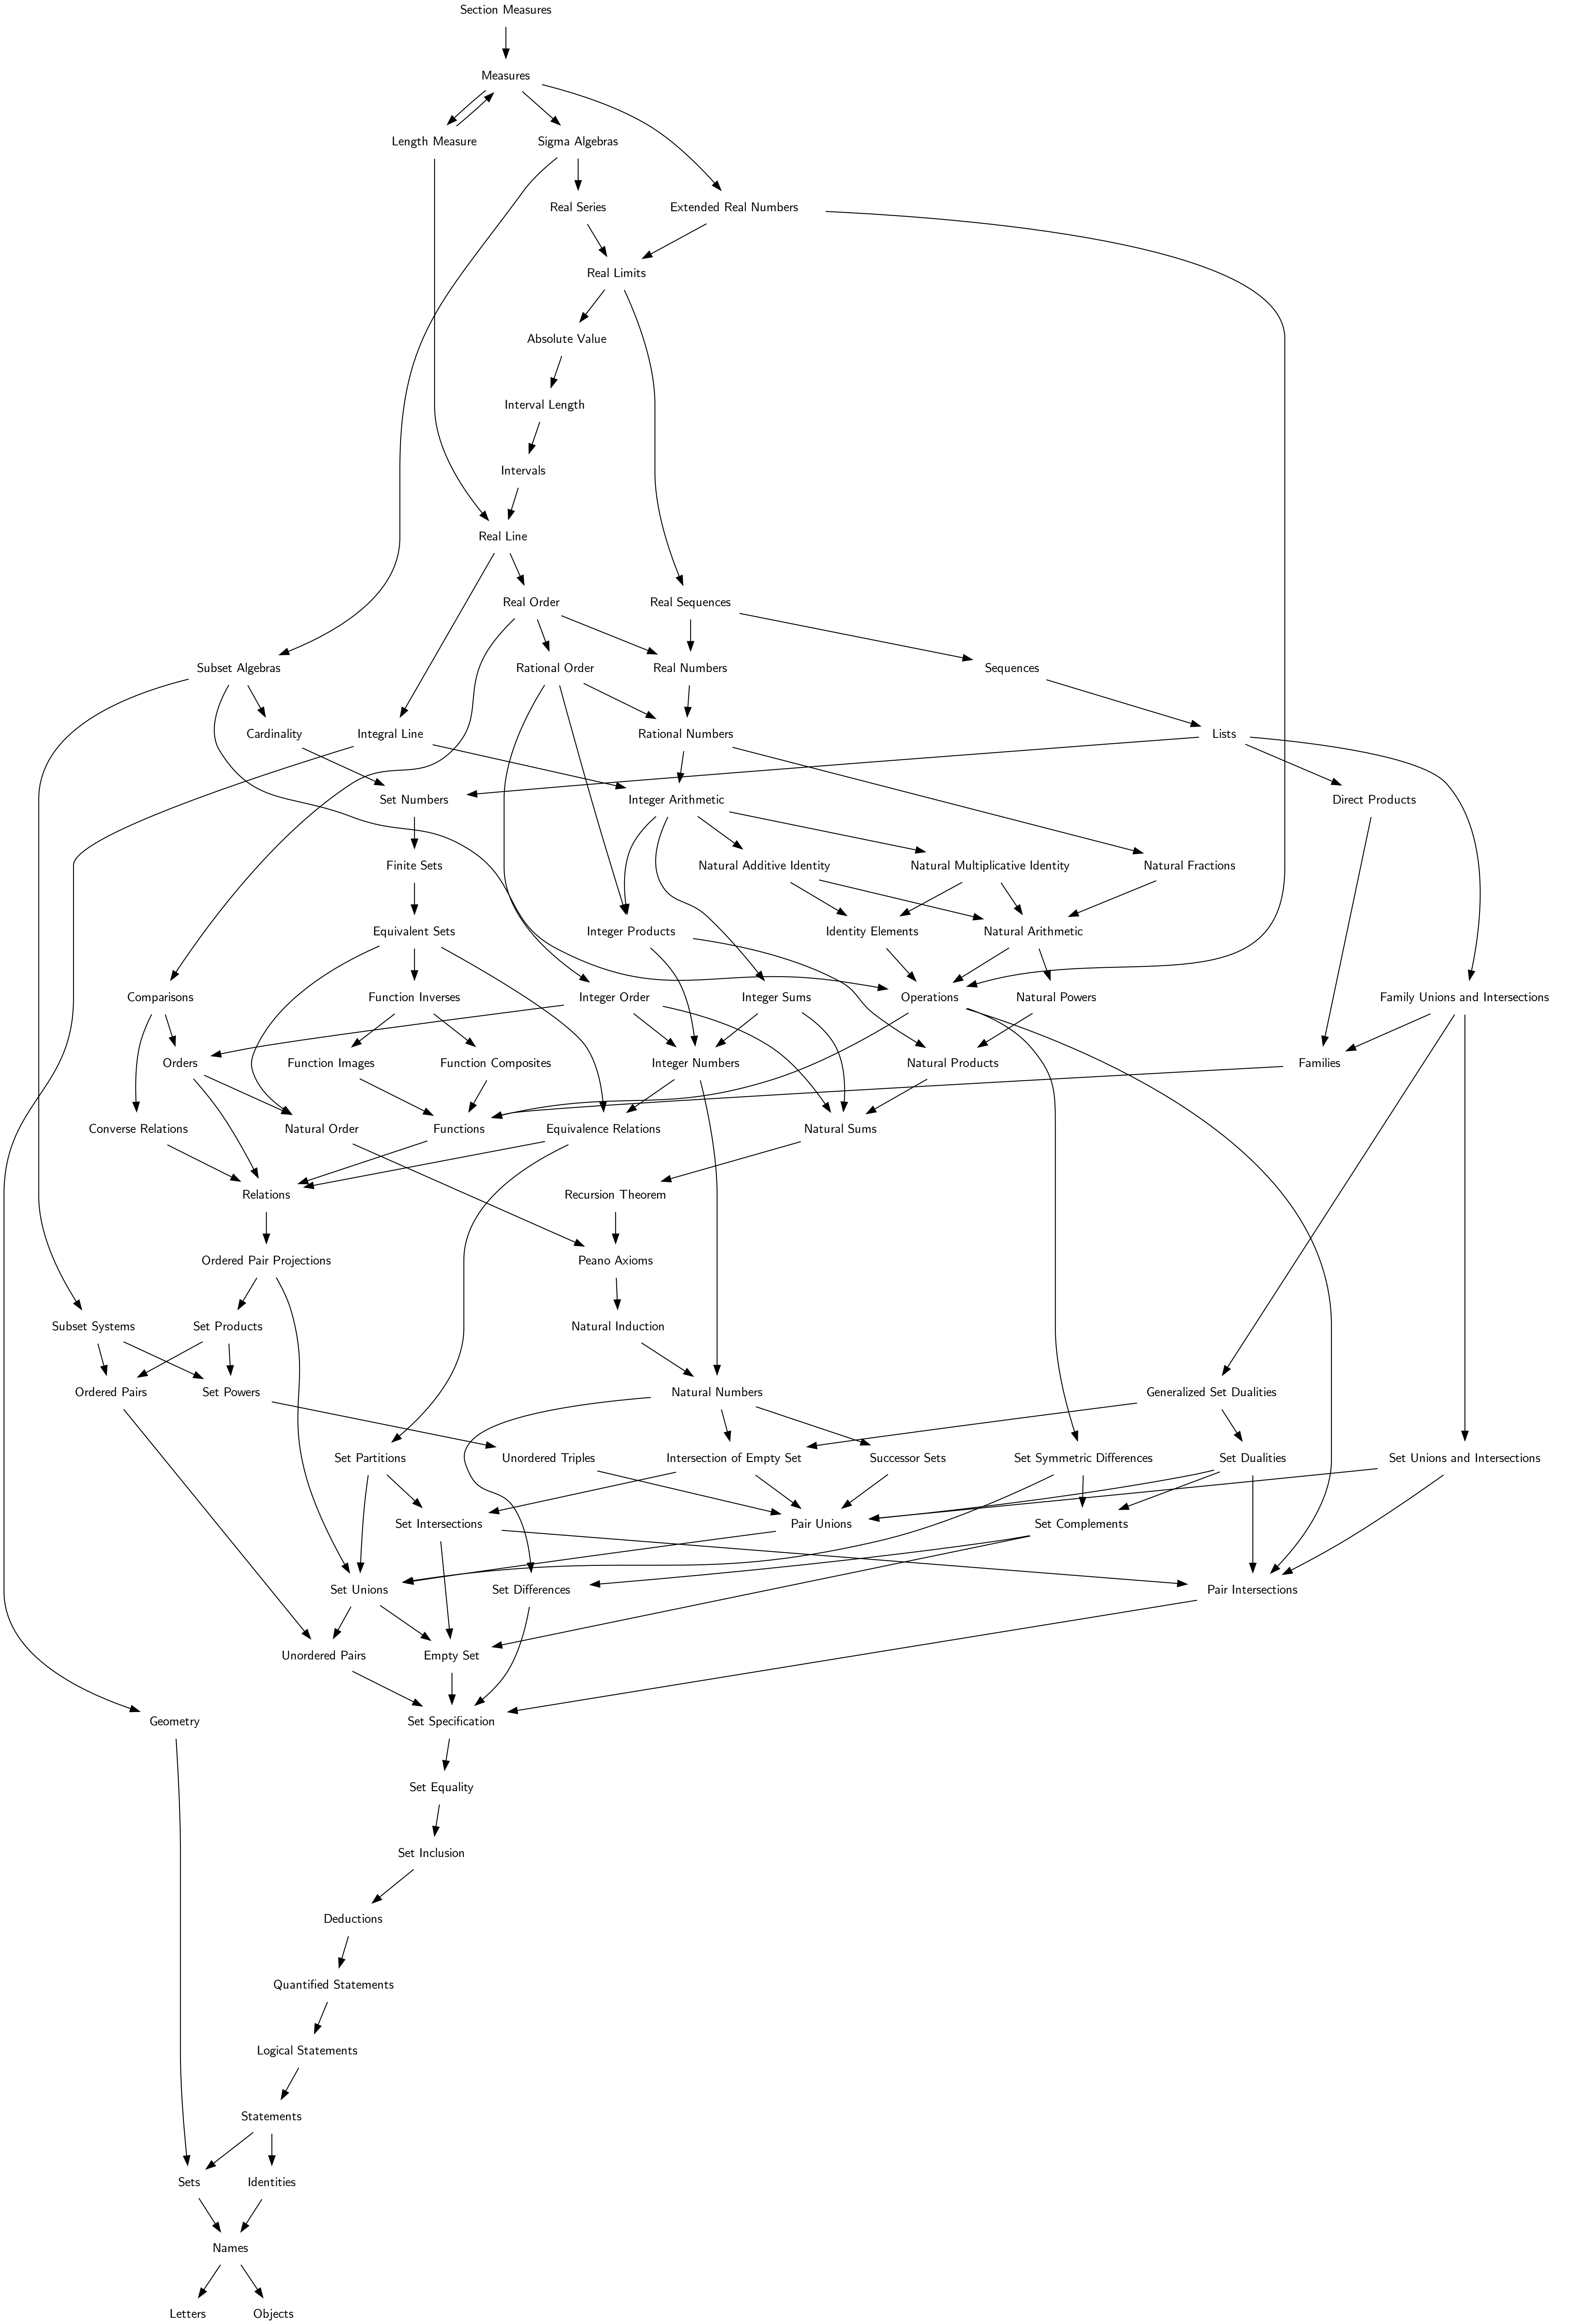 Section Measures
Measures
Length Measure
Sigma Algebras
Real Series
Extended Real Numbers
Real Limits
Absolute Value
Interval Length
Intervals
Real Line
Real Order
Real Sequences
Subset Algebras
Rational Order
Real Numbers
Sequences
Cardinality
Integral Line
Rational Numbers
Lists
Set Numbers
Integer Arithmetic
Direct Products
Finite Sets
Natural Additive Identity
Natural Multiplicative Identity
Natural Fractions
Equivalent Sets
Integer Products
Identity Elements
Natural Arithmetic
Comparisons
Function Inverses
Integer Order
Integer Sums
Operations
Natural Powers
Family Unions and Intersections
Orders
Function Images
Function Composites
Integer Numbers
Natural Products
Families
Converse Relations
Natural Order
Functions
Equivalence Relations
Natural Sums
Relations
Recursion Theorem
Ordered Pair Projections
Peano Axioms
Subset Systems
Set Products
Natural Induction
Ordered Pairs
Set Powers
Natural Numbers
Generalized Set Dualities
Set Partitions
Unordered Triples
Intersection of Empty Set
Successor Sets
Set Symmetric Differences
Set Dualities
Set Unions and Intersections
Set Intersections
Pair Unions
Set Complements
Set Unions
Set Differences
Pair Intersections
Unordered Pairs
Empty Set
Geometry
Set Specification
Set Equality
Set Inclusion
Deductions
Quantified Statements
Logical Statements
Statements
Sets
Identities
Names
Letters
Objects